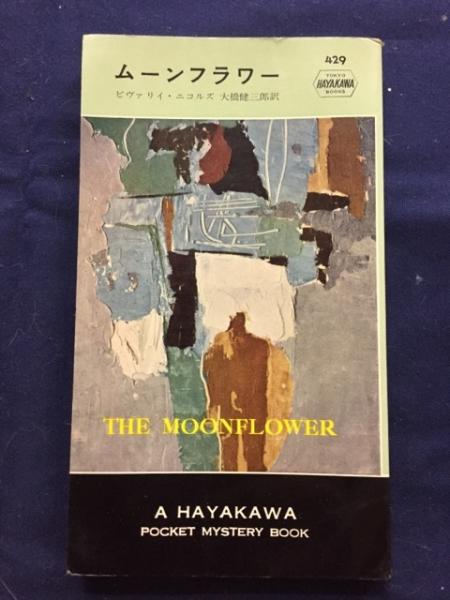 ムーンフラワー
429
TOKYO
HAYAKAWA
BOOKS
ビヴァリイ・ニコルズ 大橋健三郎訳
THE MOONFLOWER
A HAYAKAWA
POCKET MYSTERY BOOK